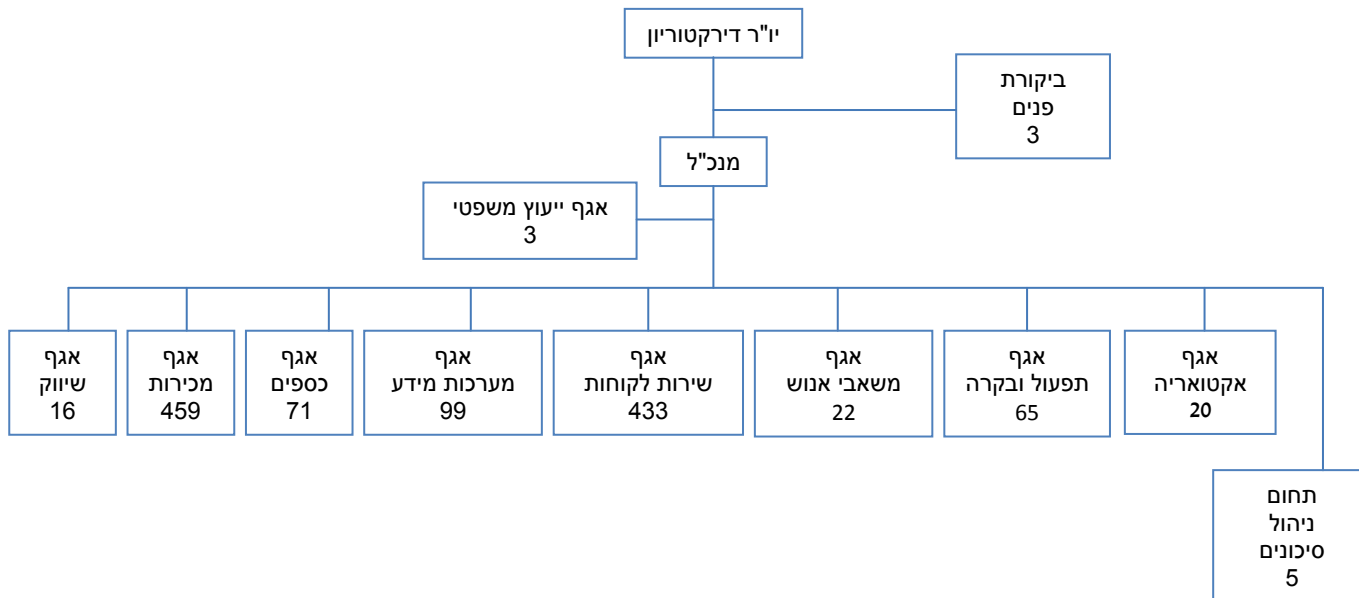 יו"ר דירקטוריון
ביקורת
פנים
3
מנכ"ל
אגף ייעוץ משפטי
3
אגף
אקטואריה
20
אגף
תפעול ובקרה
65
אגף
משאבי אנוש
22
אגף
שירות לקוחות
433
אגף
מערכות מידע
99
אגף
כספים
71
אגף
מכירות
459
אגף
שיווק
16
תחום
ניהול
סיכונים
5